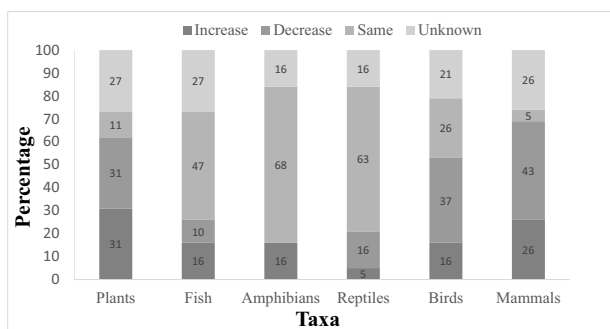 Increase Decrease Same Unknown
100
90
80
70
60
50
40
30
20
10
0
Percentage
27 27 16 16 21 26
11 47 68 63 26 5
31 10 16 37 43
31 16 16 5 16 26
Plants Fish Amphibians Reptiles Birds Mammals
Taxa